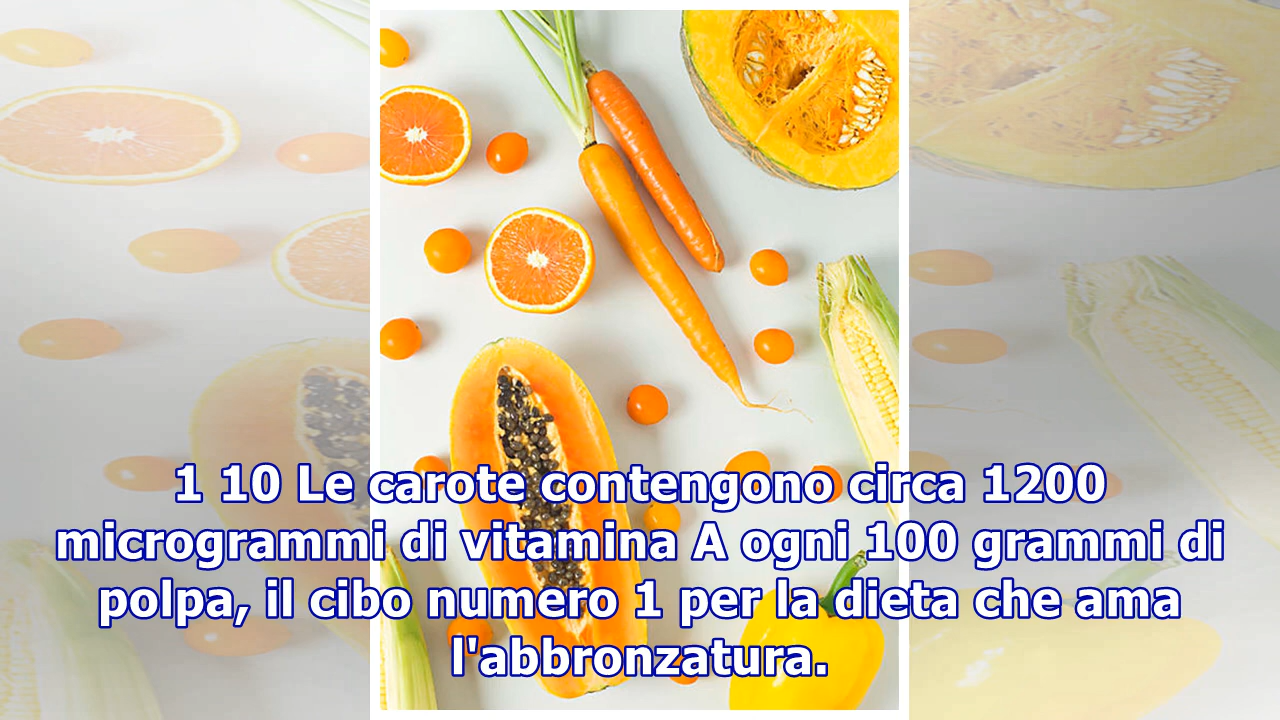 1 10 Le carote contengono circa 1200
microgrammi di vitamina A ogni 100 grammi di
polpa, il cibo numero 1 per la dieta che ama
l'abbronzatura.